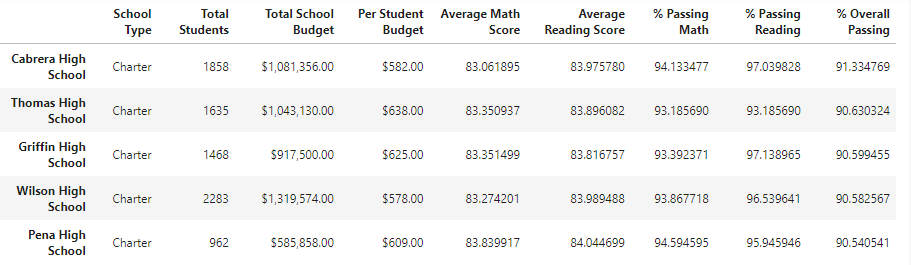 School Type Total Students Total School Budget Per Student Budget Average Math Score Average Reading Score % Passing Math % Passing Reading % Overall Passing
Cabrera High School Charter 1858 $1,081,356.00 $582.00 83.061895 83.975780 94.133477 97.039828 91.334769
Thomas High School Charter 1635 $1,043,130.00 $638.00 83.350937 83.896082 93.185690 93.185690 90.630324
Griffin High School Charter 1468 $917,500.00 $625.00 83.351499 83.816757 93.392371 97.138965 90.599455
Wilson High School Charter 2283 $1,319,574.00 $578.00 83.274201 83.989488 93.867718 96.539641 90.582567
Pena High School Charter 962 $585,858.00 $609.00 83.839917 84.044699 94.594595 95.945946 90.540541